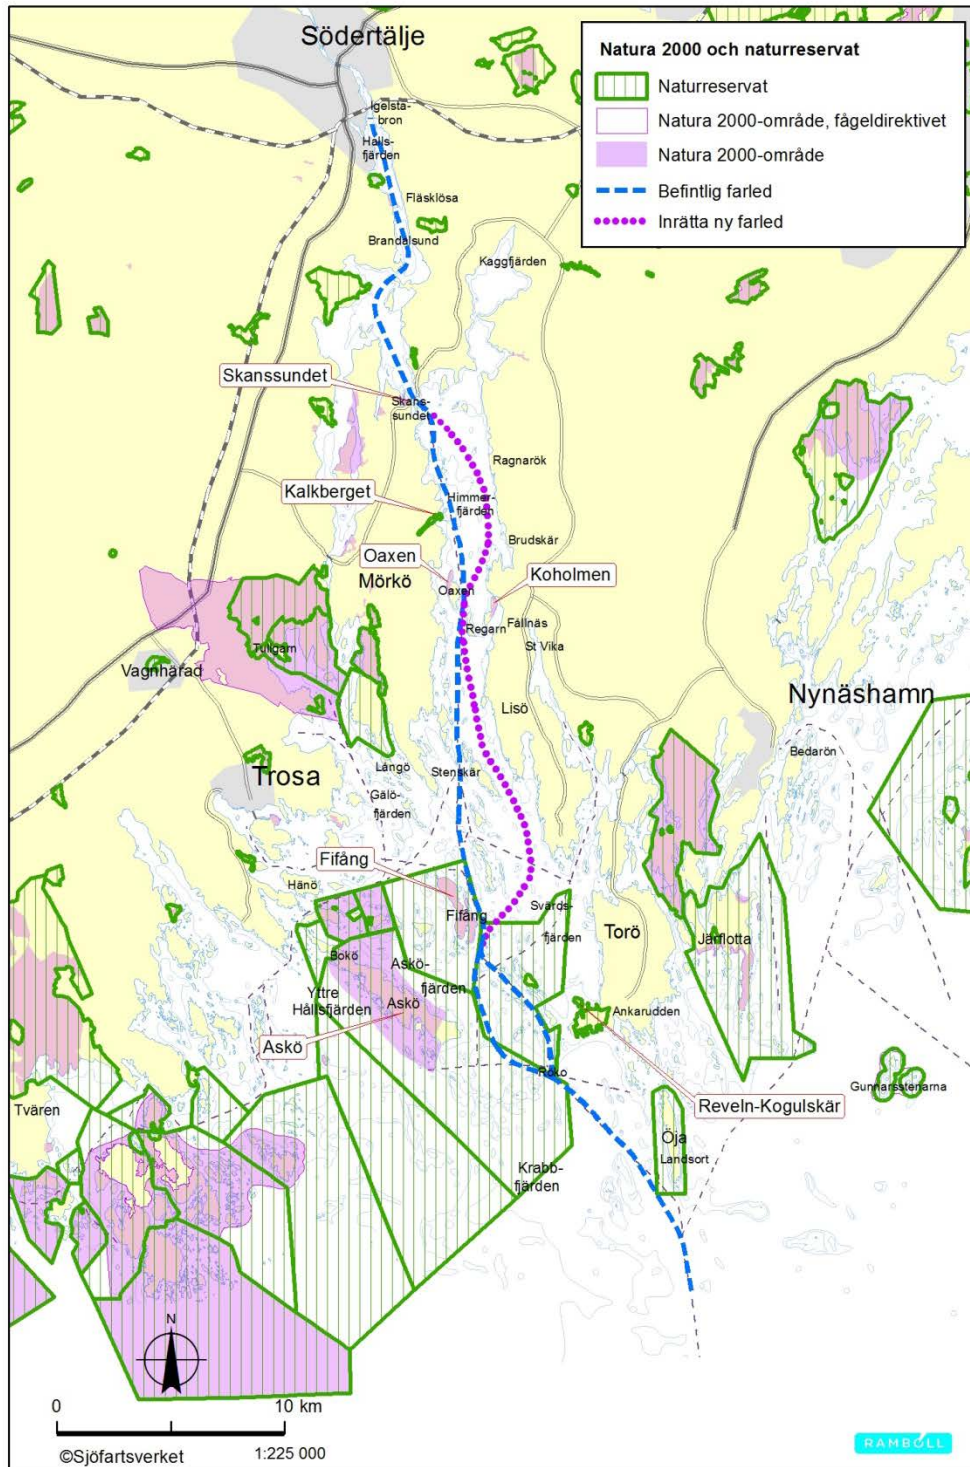 Södertälje
Natura 2000 och naturreservat
Naturreservat
Natura 2000-område, fågeldirektivet
Natura 2000-område
Befintlig farled
Inrätta ny farled
Igelsta-
bron
Halls-
fjärden
Fläsklösa
Brandalsund
Kaggfjärden
Skanssundet
Skans-
sundet
Ragnarök
Kalkberget
Himmer-
fjärden
Brudskär
Oaxen
Mörkö
Koholmen
Oaxen
Regarn
Fållnäs
St Vika
Tullgarn
Vagnhärad
Nynäshamn
Lisö
Bedarön
Trosa
Långö
Stenskär
Gälö-
fjärden
Fifång
Hänö
Fifång
Svärds-
fjärden
Torö
Järflotta
Bokö
Askö-
fjärden
Yttre
Hållsfjärden
Askö
Ankarudden
Askö
Röko
Gunnarsstenarna
Reveln-Kogulskär
Tvären
Öja
Landsort
Krabb-
fjärden
N
0 10 km
©Sjöfartsverket 1:225 000
RAMBOLL